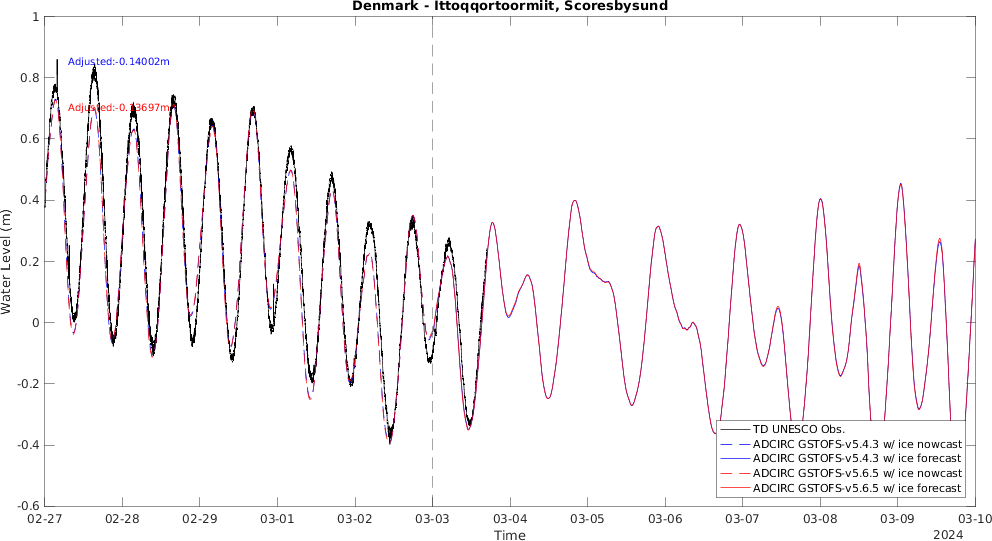 Denmark - Ittoqqortoormiit, Scoresbysund
Water Level (m)
1
0.8
0.6
0.4
0.2
0
-0.2
-0.4
-0.6
Adjusted:-0.14002m
Adjusted:-0.13697m
TD UNESCO Obs.
ADCIRC GSTOFS-v5.4.3 w/ ice nowcast
ADCIRC GSTOFS-v5.4.3 w/ ice forecast
ADCIRC GSTOFS-v5.6.5 w/ ice nowcast
ADCIRC GSTOFS-v5.6.5 w/ ice forecast
02-27 02-28 02-29 03-01 03-02 03-03 03-04 03-05 03-06 03-07 03-08 03-09 03-10
Time
2024